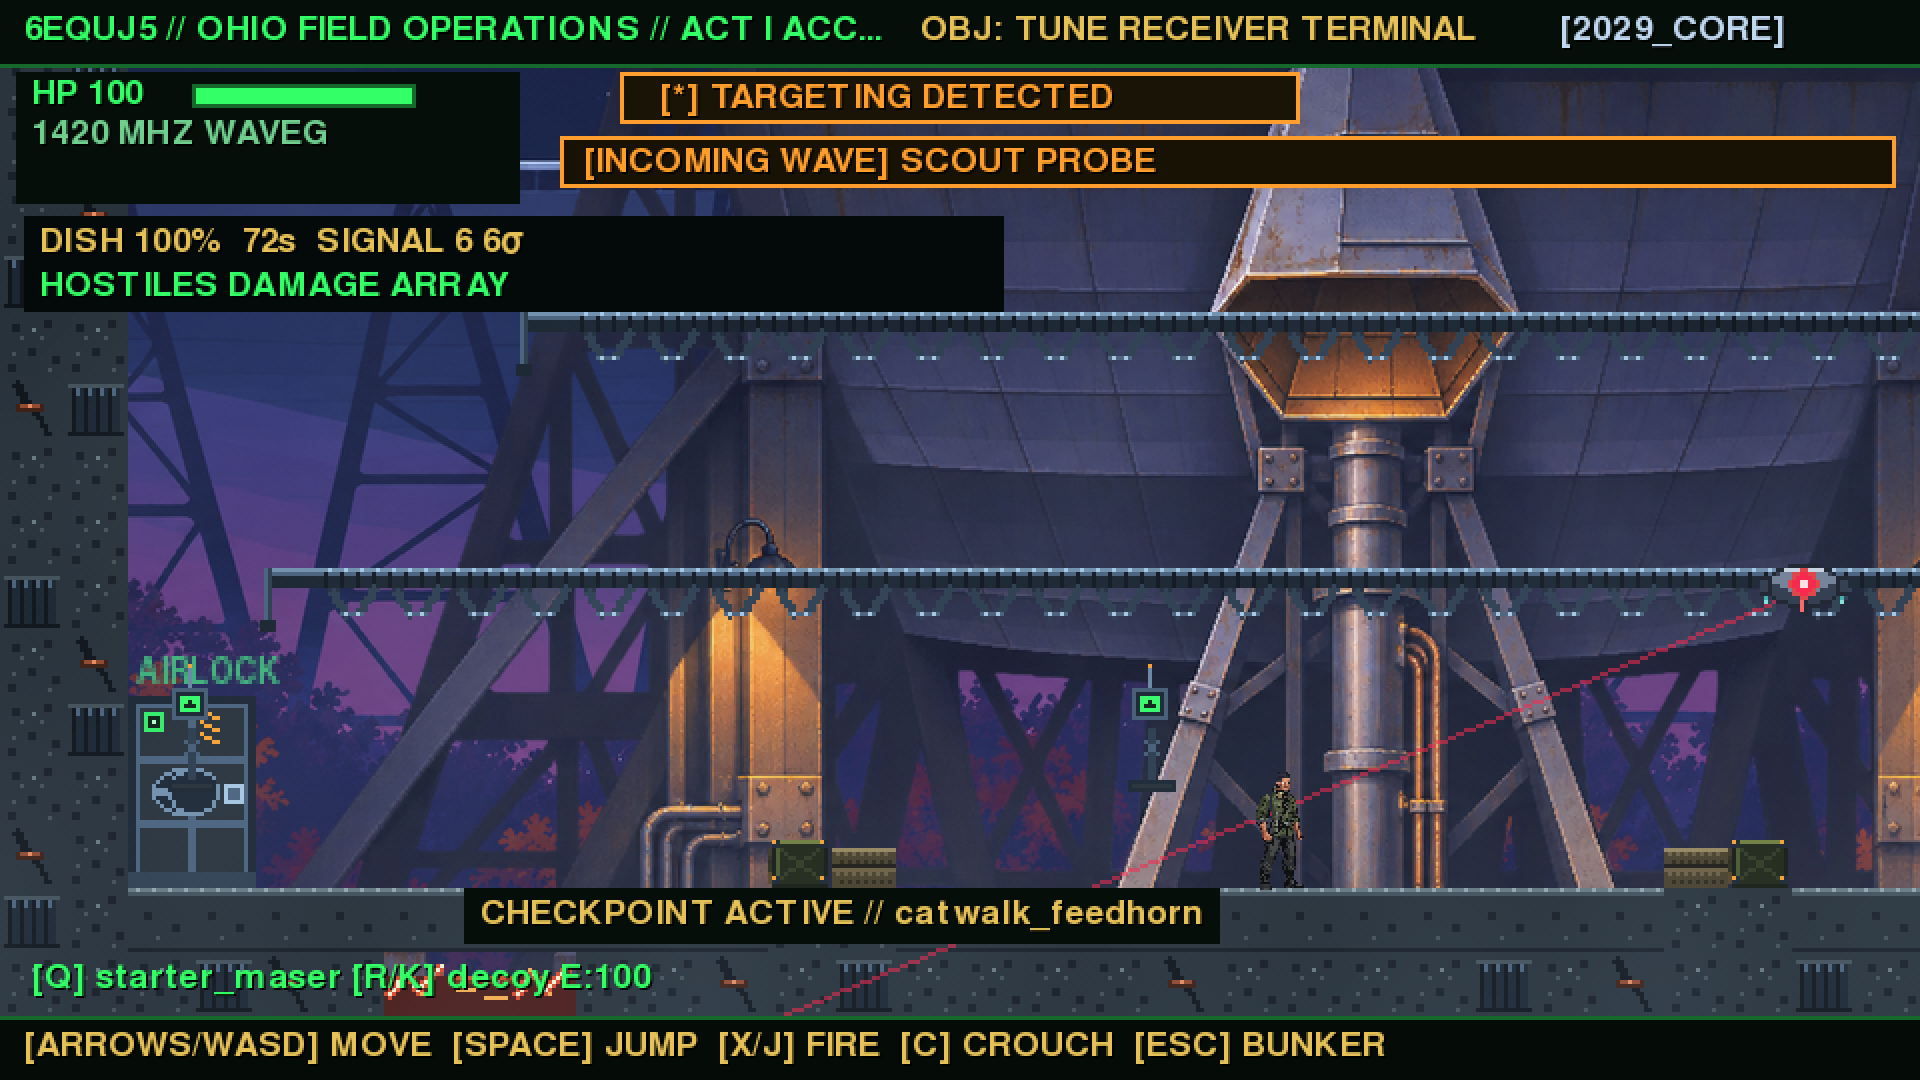 6EQUJ5 // OHIO FIELD OPERATIONS // ACT I ACC... OBJ: TUNE RECEIVER TERMINAL [2029_CORE]
HP 100
1420 MHZ WAVEG
[*] TARGETING DETECTED
[INCOMING WAVE] SCOUT PROBE
DISH 100% 72s SIGNAL 6 6σ
HOSTILES DAMAGE ARRAY
AIRLOCK
CHECKPOINT ACTIVE // catwalk_feedhorn
[Q] starter_maser [R/K] decoy E:100
[ARROWS/WASD] MOVE [SPACE] JUMP [X/J] FIRE [C] CROUCH [ESC] BUNKER